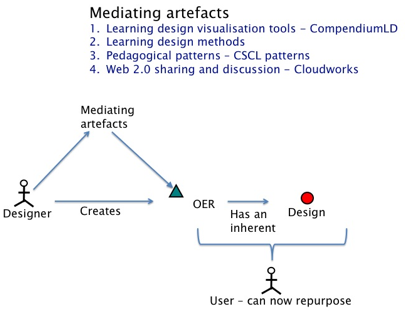 Mediating artefacts
1. Learning design visualisation tools – CompendiumLD
2. Learning design methods
3. Pedagogical patterns – CSCL patterns
4. Web 2.0 sharing and discussion – Cloudworks
Mediating
artefacts
Designer
Creates
OER
Has an
inherent
Design
User – can now repurpose